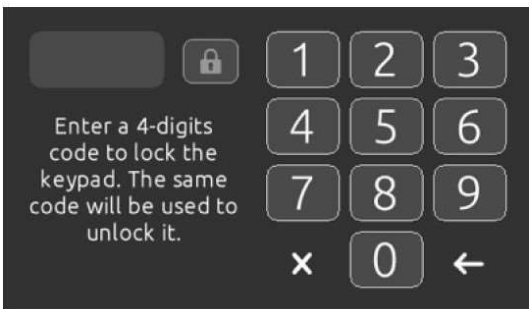 1 2 3
Enter a 4-digits
code to lock the
keypad. The same
code will be used to
unlock it.
4 5 6
7 8 9
0